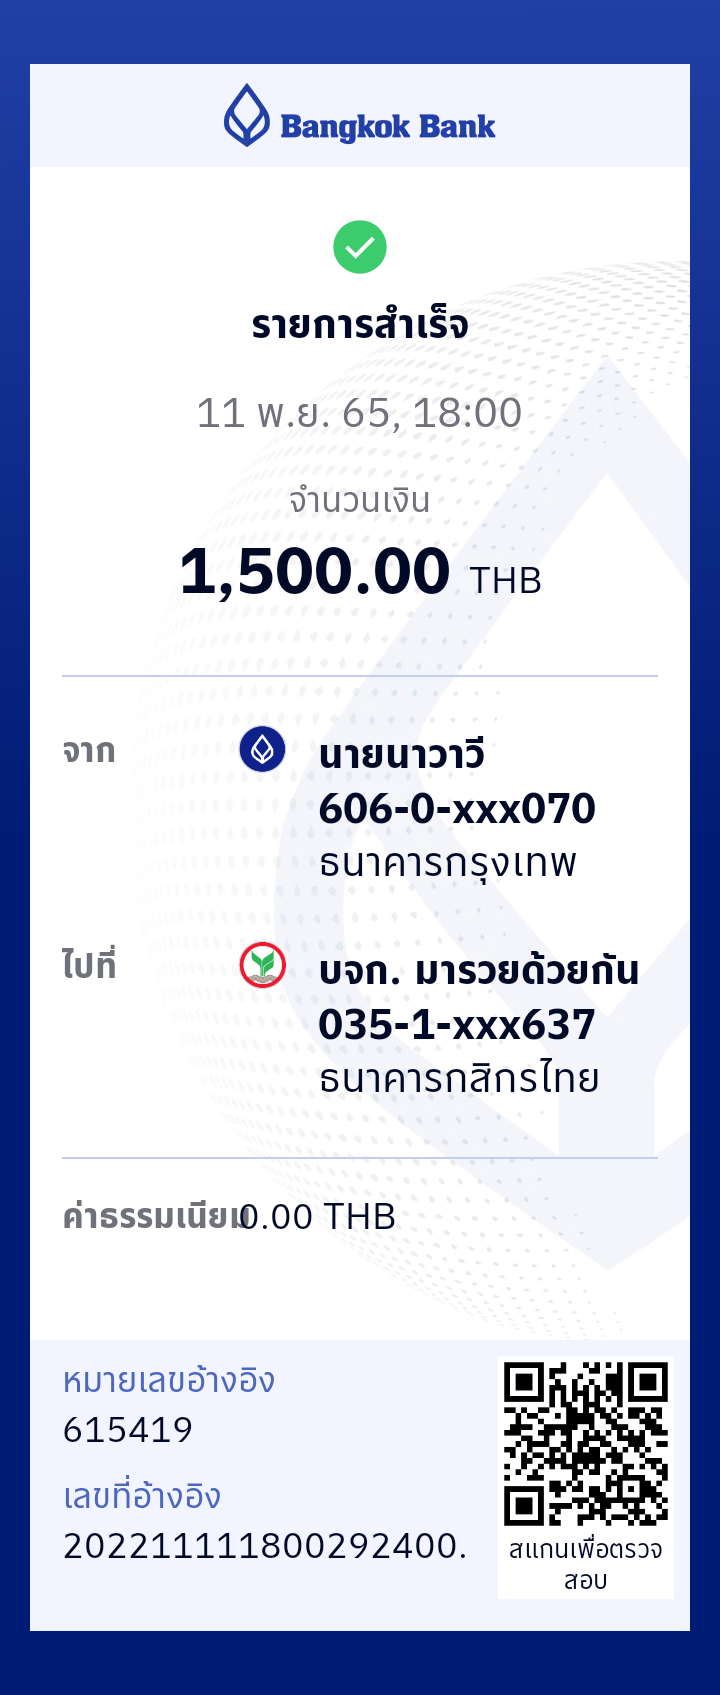 Bangkok Bank
รายการสำเร็จ
11 พ.ย. 65, 18:00
จำนวนเงิน
1,500.00 THB
จาก
นายนาวาวี
606-0-xxx070
ธนาคารกรุงเทพ
ไปที่
บจก. มารวยด้วยกัน
035-1-xxx637
ธนาคารกสิกรไทย
ค่าธรรมเนียม 0.00 THB
หมายเลขอ้างอิง
615419
เลขที่อ้างอิง
202211111800292400.
สแกนเพื่อตรวจ
สอบ